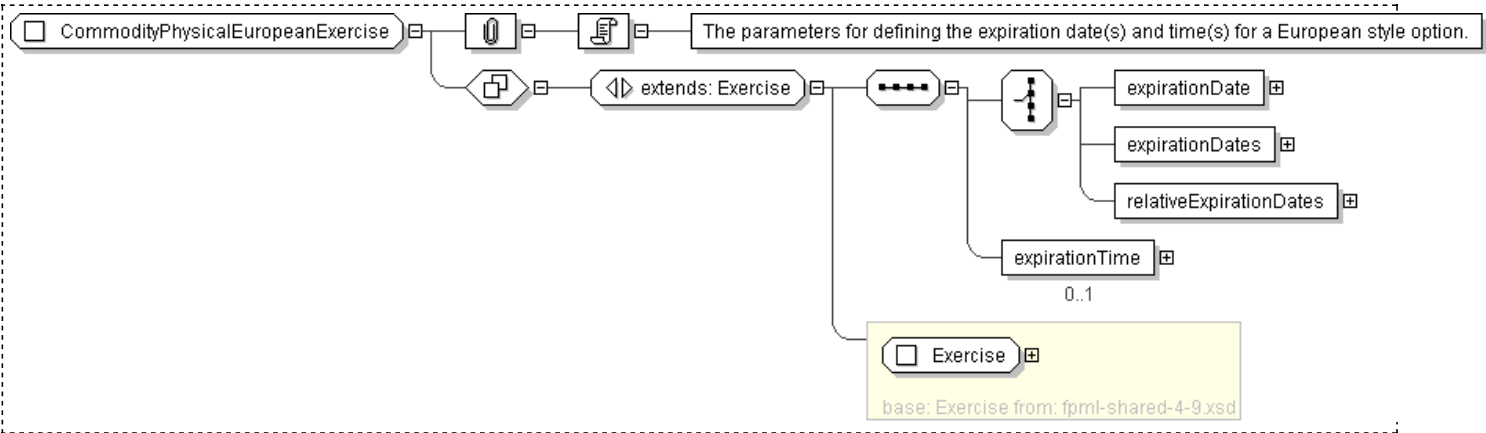 CommodityPhysicalEuropeanExercise
The parameters for defining the expiration date(s) and time(s) for a European style option.
extends: Exercise
expirationDate
expirationDates
relativeExpirationDates
expirationTime
0..1
Exercise
base: Exercise from: fpml-shared-4-9.xsd